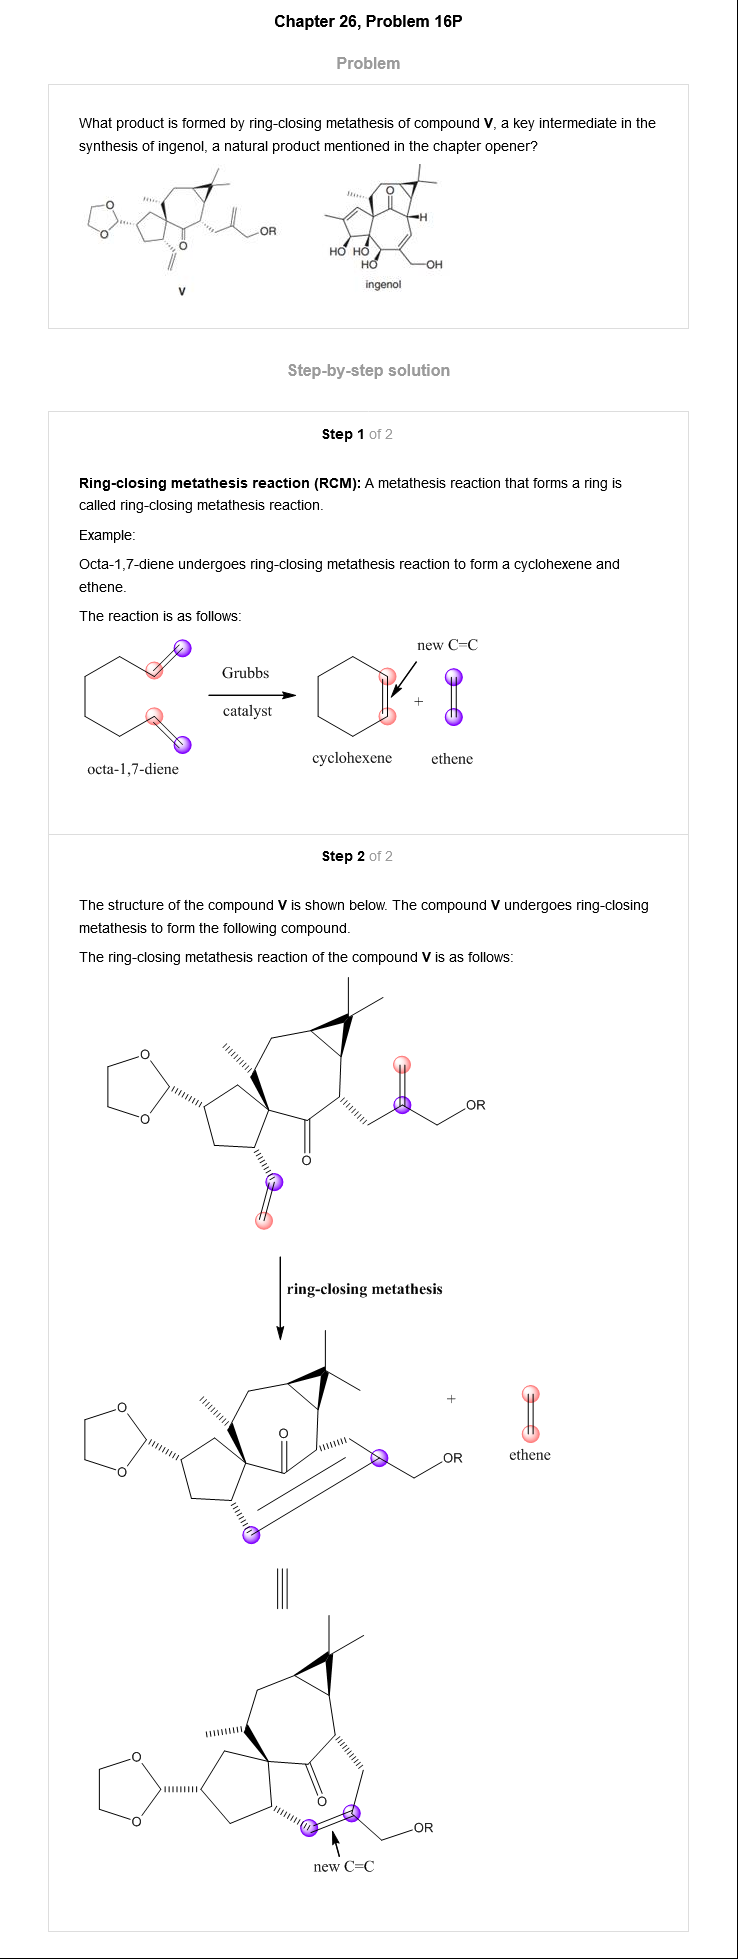 Chapter 26, Problem 16P
Problem
What product is formed by ring-closing metathesis of compound V, a key intermediate in the
synthesis of ingenol, a natural product mentioned in the chapter opener?
O
O
O
OR
V
O
H
HO HO
HO
OH
ingenol
Step-by-step solution
Step 1 of 2
Ring-closing metathesis reaction (RCM): A metathesis reaction that forms a ring is
called ring-closing metathesis reaction.
Example:
Octa-1,7-diene undergoes ring-closing metathesis reaction to form a cyclohexene and
ethene.
The reaction is as follows:
new C=C
Grubbs
catalyst
+
octa-1,7-diene
cyclohexene
ethene
Step 2 of 2
The structure of the compound V is shown below. The compound V undergoes ring-closing
metathesis to form the following compound.
The ring-closing metathesis reaction of the compound V is as follows:
O
O
O
OR
ring-closing metathesis
O
O
O
OR
+
ethene
O
O
O
OR
new C=C